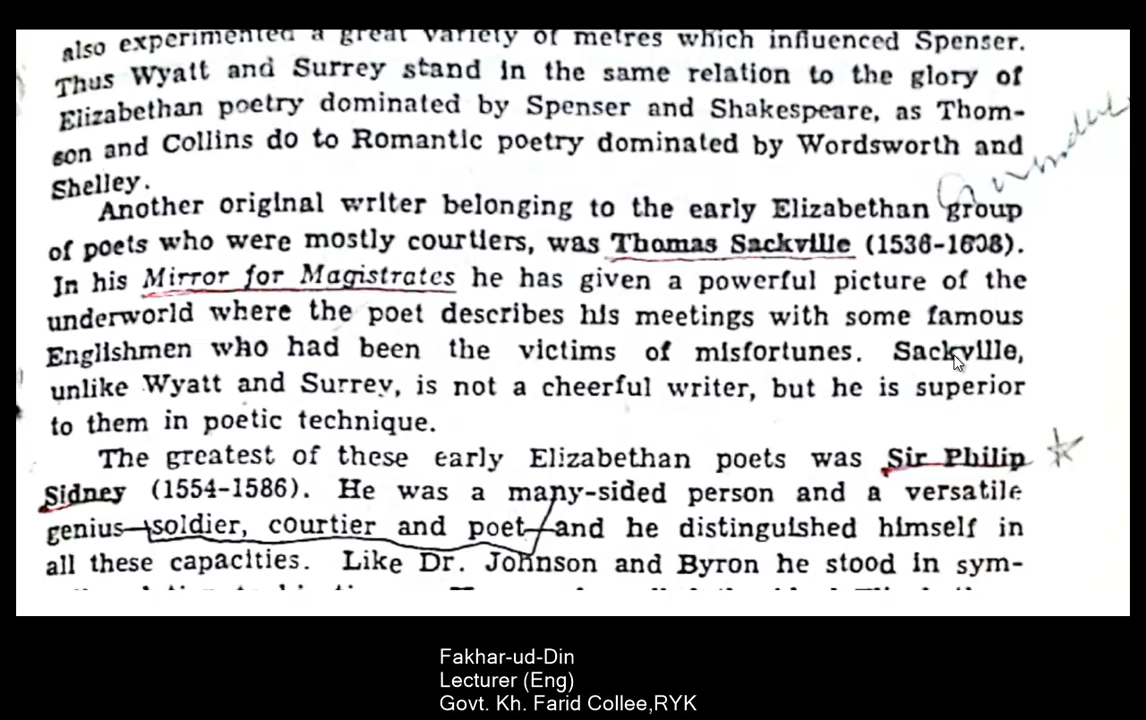 also experimented a great variety of metres which influenced Spenser.
Thus Wyatt and Surrey stand in the same relation to the glory of
Elizabethan poetry dominated by Spenser and Shakespeare, as Thom-
son and Collins do to Romantic poetry dominated by Wordsworth and
Shelley.
Another original writer belonging to the early Elizabethan group
of poets who were mostly courtiers, was Thomas Sackville (1536-1608).
In his Mirror for Magistrates he has given a powerful picture of the
underworld where the poet describes his meetings with some famous
Englishmen who had been the victims of misfortunes. Sackville,
unlike Wyatt and Surrey, is not a cheerful writer, but he is superior
to them in poetic technique.
The greatest of these early Elizabethan poets was Sir Philip
Sidney (1554-1586). He was a many-sided person and a versatile
genius—soldier, courtier and poet—and he distinguished himself in
all these capacities. Like Dr. Johnson and Byron he stood in sym-
Fakhar-ud-Din
Lecturer (Eng)
Govt. Kh. Farid Collee,RYK